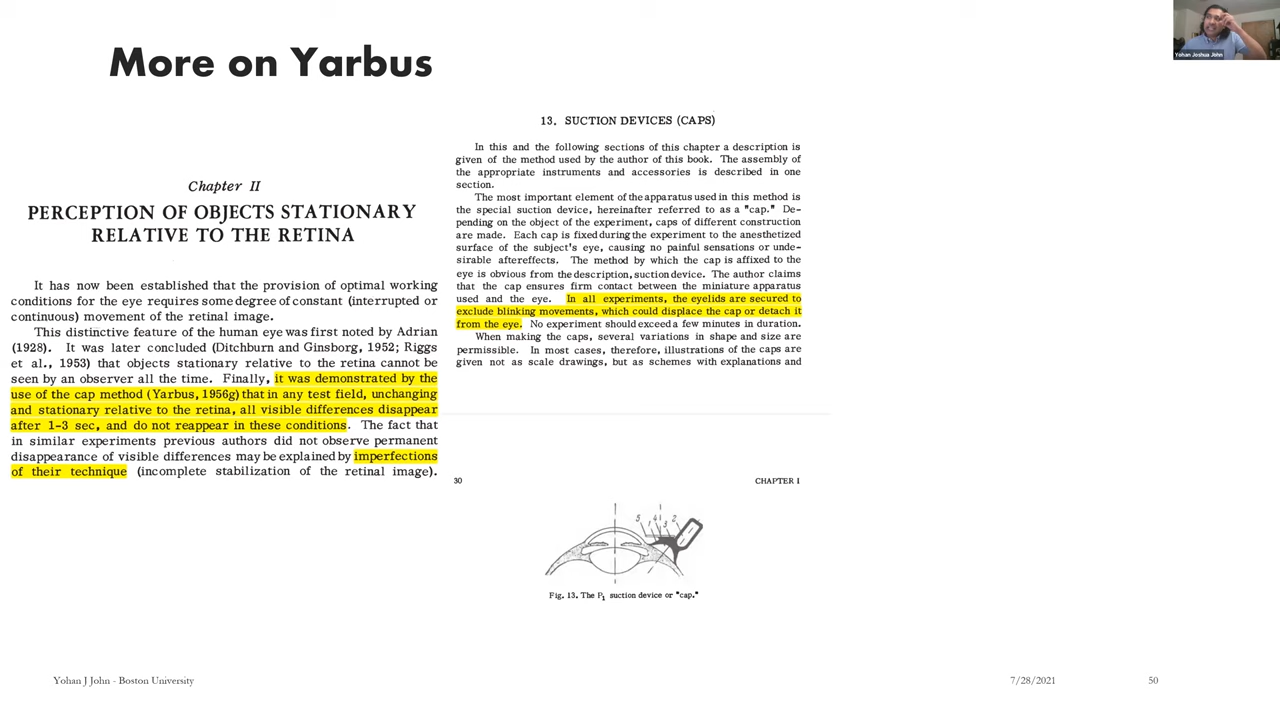 Yohan Joshua John
More on Yarbus
Chapter II
PERCEPTION OF OBJECTS STATIONARY
RELATIVE TO THE RETINA
It has now been established that the provision of optimal working
conditions for the eye requires some degree of constant (interrupted or
continuous) movement of the retinal image.
This distinctive feature of the human eye was first noted by Adrian
(1928). It was later concluded (Ditchburn and Ginsborg, 1952; Riggs
et al., 1953) that objects stationary relative to the retina cannot be
seen by an observer all the time. Finally, it was demonstrated by the
use of the cap method (Yarbus, 1956g) that in any test field, unchanging
and stationary relative to the retina, all visible differences disappear
after 1-3 sec, and do not reappear in these conditions. The fact that
in similar experiments previous authors did not observe permanent
disappearance of visible differences may be explained by imperfections
of their technique (incomplete stabilization of the retinal image).
13. SUCTION DEVICES (CAPS)
In this and the following sections of this chapter a description is
given of the method used by the author of this book. The assembly of
the appropriate instruments and accessories is described in one
section.
The most important element of the apparatus used in this method is
the special suction device, hereinafter referred to as a "cap." De-
pending on the object of the experiment, caps of different construction
are made. Each cap is fixed during the experiment to the anesthetized
surface of the subject's eye, causing no painful sensations or unde-
sirable aftereffects. The method by which the cap is affixed to the
eye is obvious from the description, suction device. The author claims
that the cap ensures firm contact between the miniature apparatus
used and the eye. In all experiments, the eyelids are secured to
exclude blinking movements, which could displace the cap or detach it
from the eye. No experiment should exceed a few minutes in duration.
When making the caps, several variations in shape and size are
permissible. In most cases, therefore, illustrations of the caps are
given not as scale drawings, but as schemes with explanations and
30 CHAPTER I
5 1 4 3 2
Fig. 13. The P1 suction device or "cap."
Yohan J John - Boston University 7/28/2021 50